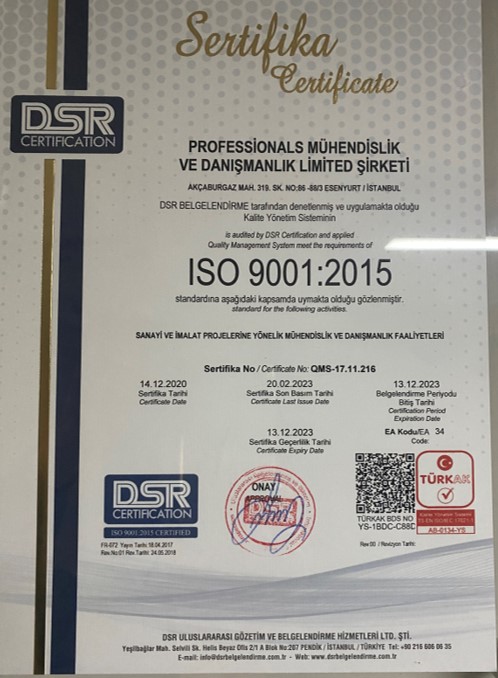 Sertifika
Certificate
DSR
CERTIFICATION
PROFESSIONALS MÜHENDİSLİK
VE DANIŞMANLIK LIMITED ŞİRKETİ
AKÇABURGAZ MAH. 319. SK. NO:86 -88/3 ESENYURT / İSTANBUL
DSR BELGELENDİRME tarafından denetlenmiş ve uygulamakta olduğu
Kalite Yönetim Sisteminin
is audited by DSR Certification and applied
Quality Management System meet the requirements of
ISO 9001:2015
standardına aşağıdaki kapsamda uymakta olduğu gözlenmiştir.
standard for the following activities.
SANAYİ VE İMALAT PROJELERINE YÖNELİK MÜHENDİSLİK VE DANIŞMANLIK FAALİYETLERİ
Sertifika No / Certificate No: QMS-17.11.216
14.12.2020
Sertifika Tarihi
Certificate Date
20.02.2023
Sertifika Son Basım Tarihi
Certificate Last Issue Date
13.12.2023
Belgelendirme Periyodu
Bitiş Tarihi
Certification Period
Expiration Date
13.12.2023
Sertifika Geçerlilik Tarihi
Certificate Expiry Date
EA Kodu/EA 34
Code:
DSR
CERTIFICATION
ISO 9001:2015 CERTIFIED
FR-072 Yayın Tarihi:18.04.2017
Rev.No:01 Rev.Tarihi: 24.05.2018
ONAY
APPROVAL
DSR
TÜRKAK BDS NO
YS-1BDC-C88D
TÜRKAK
AB-0134-YS
Rev:00 / Revizyon Tarihi:
DSR ULUSLARARASI GÖZETİM VE BELGELENDİRME HİZMETLERİ LTD. ŞTİ.
Yeşilbağlar Mah. Selvili Sk. Helis Beyaz Ofis 2/1 A Blok No:207 PENDİK / İSTANBUL / TÜRKİYE Tel: +90 216 606 06 35
E-mail: info@dsrbelgelendirme.com.tr - Web: www.dsrbelgelendirme.com.tr